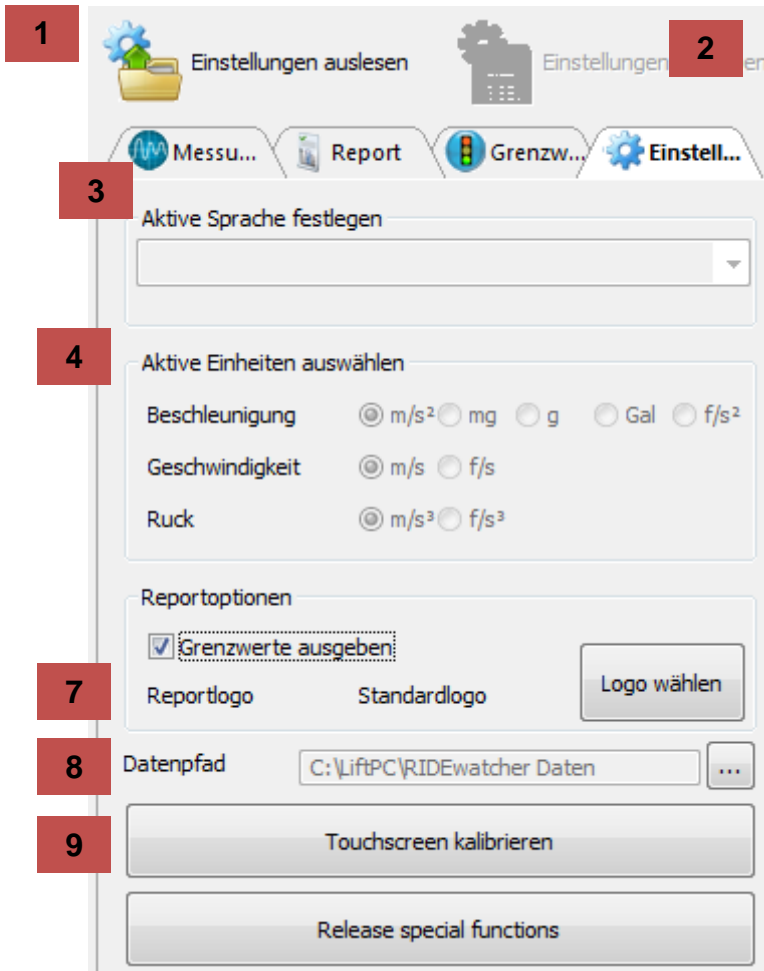 1
Einstellungen auslesen
Einstellungen
2
Messu...
Report
Grenzw...
Einstell...
3
Aktive Sprache festlegen
4
Aktive Einheiten auswählen
Beschleunigung m/s² mg g Gal f/s²
Geschwindigkeit m/s f/s
Ruck m/s³ f/s³
Reportoptionen
Grenzwerte ausgeben
7
Reportlogo Standardlogo Logo wählen
8
Datenpfad C:\LiftPC\RIDEwatcher Daten ...
9
Touchscreen kalibrieren
Release special functions